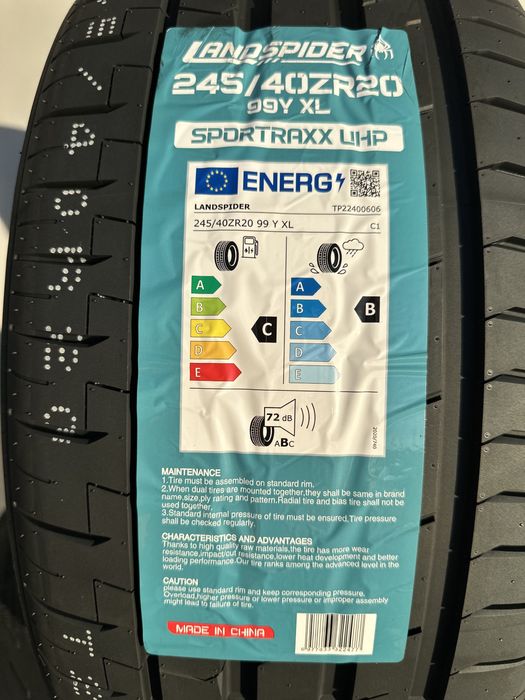 LANDSPIDER
245/40ZR20
99Y XL
SPORTRAXX UHP
ENERG
LANDSPIDER TP22400606
245/40ZR20 99 Y XL C1
A A
B B B
C C C
D D
E E
72 dB
ABC
2020/740
MAINTENANCE
1.Tire must be assembled on standard rim.
2.When dual tires are mounted together,they shall be same in brand
name,size,ply rating and pattern.Radial tire and bias tire shall not be
used together.
3.Standard internal pressure of tire must be ensured.Tire pressure
shall be checked regularly.
CHARACTERISTICS AND ADVANTAGES
Thanks to high quality raw materials,the tire has more wear
resistance,impact/cut resistance,lower heat development and better
loading performance.Our tire ranks among the advanced level in the
world.
CAUTION
please use standard rim and keep corresponding pressure.
Overload,higher pressure or lower pressure or improper assembly
might lead to failure of tire.
MADE IN CHINA